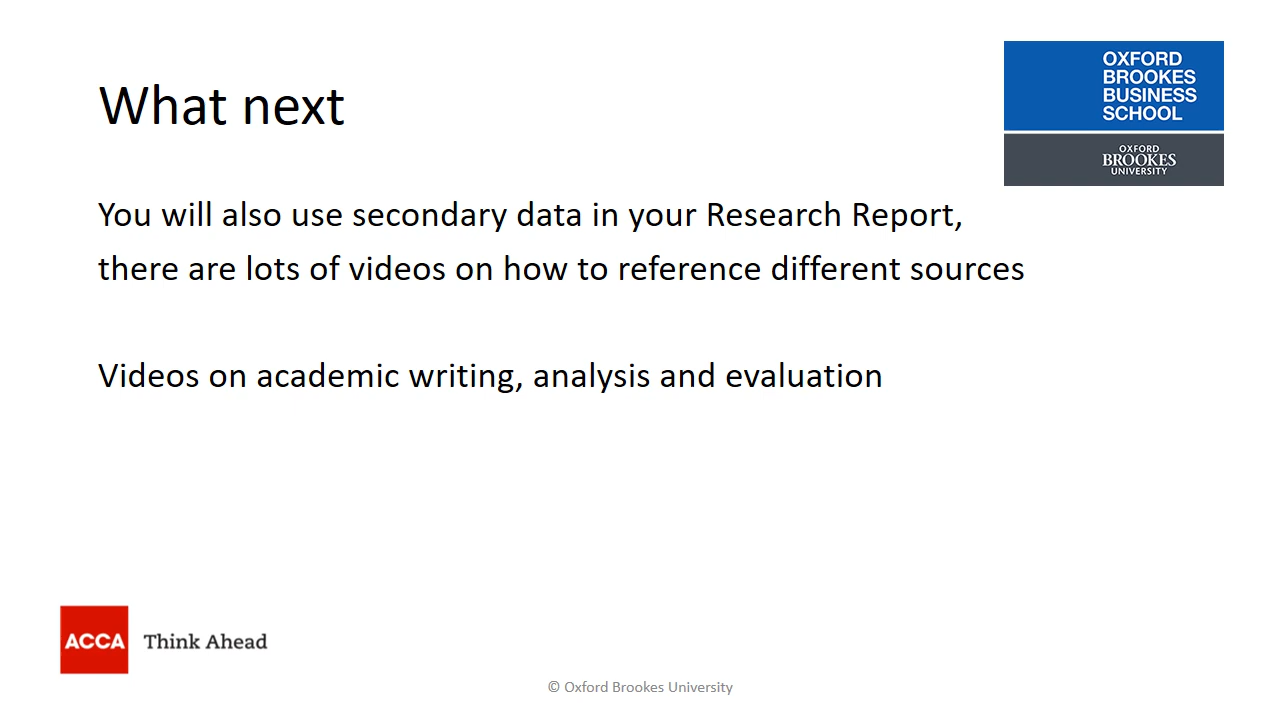 What next
OXFORD
BROOKES
BUSINESS
SCHOOL
OXFORD
BROOKES
UNIVERSITY
You will also use secondary data in your Research Report,
there are lots of videos on how to reference different sources
Videos on academic writing, analysis and evaluation
ACCA Think Ahead
© Oxford Brookes University